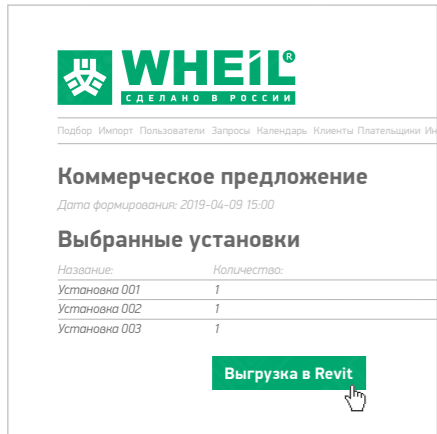 WHEIL®
СДЕЛАНО В РОССИИ
Подбор Импорт Пользователи Запросы Календарь Клиенты Плательщики Ин
Коммерческое предложение
Дата формирования: 2019-04-09 15:00
Выбранные установки
Название: Количество:
Установка 001 1
Установка 002 1
Установка 003 1
Выгрузка в Revit